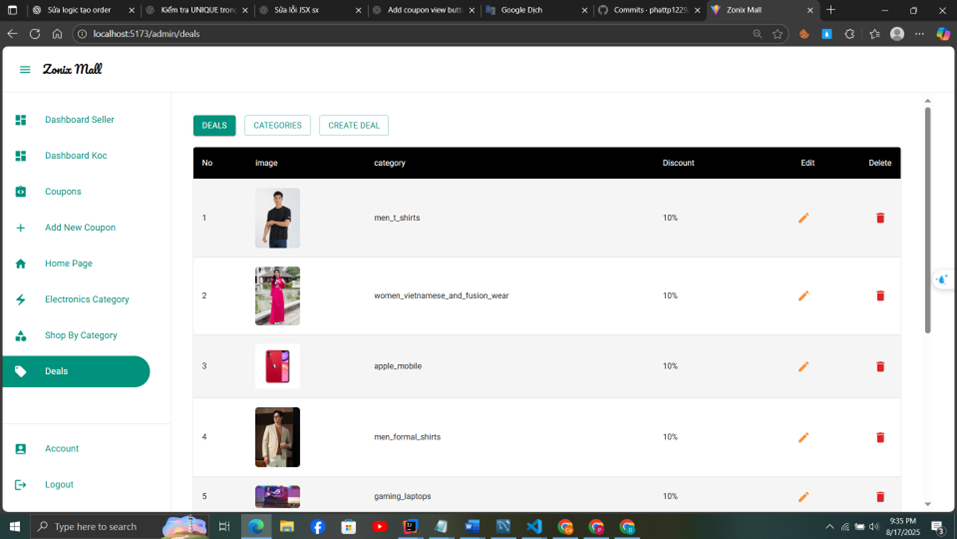 Sửa logic tạo order
Kiểm tra UNIQUE tron
Sửa lỗi JSX sx
Add coupon view but
Google Dịch
Commits · phattp1229
Zonix Mall
localhost:5173/admin/deals
Zonix Mall
Dashboard Seller
Dashboard Koc
Coupons
Add New Coupon
Home Page
Electronics Category
Shop By Category
Deals
Account
Logout
DEALS CATEGORIES CREATE DEAL
No image category Discount Edit Delete
1 men_t_shirts 10%
2 women_vietnamese_and_fusion_wear 10%
3 apple_mobile 10%
4 men_formal_shirts 10%
5 gaming_laptops 10%
Type here to search
9:35 PM
8/17/2025
3